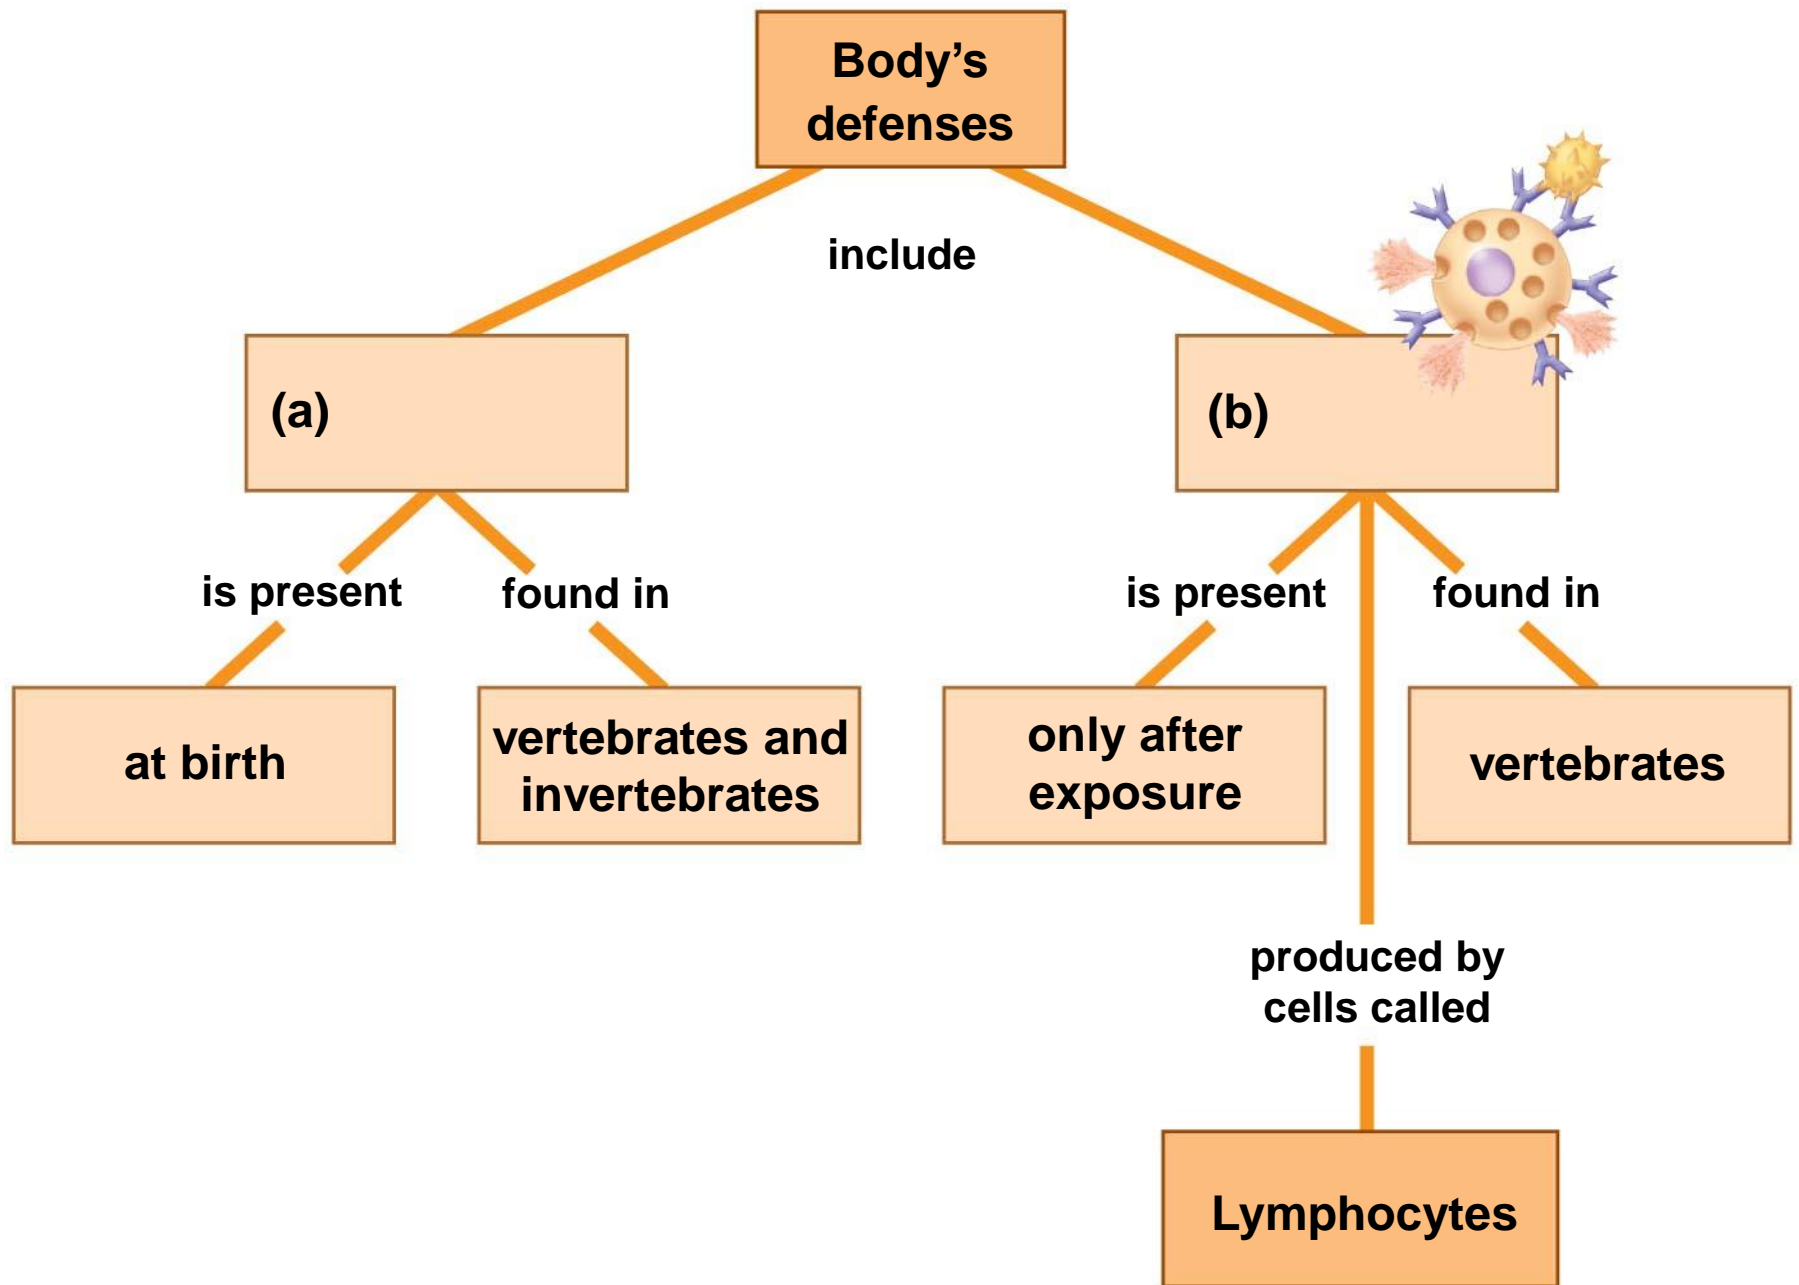 Body’s
defenses
include
(a)
(b)
is present
found in
is present
found in
at birth
vertebrates and
invertebrates
only after
exposure
vertebrates
produced by
cells called
Lymphocytes